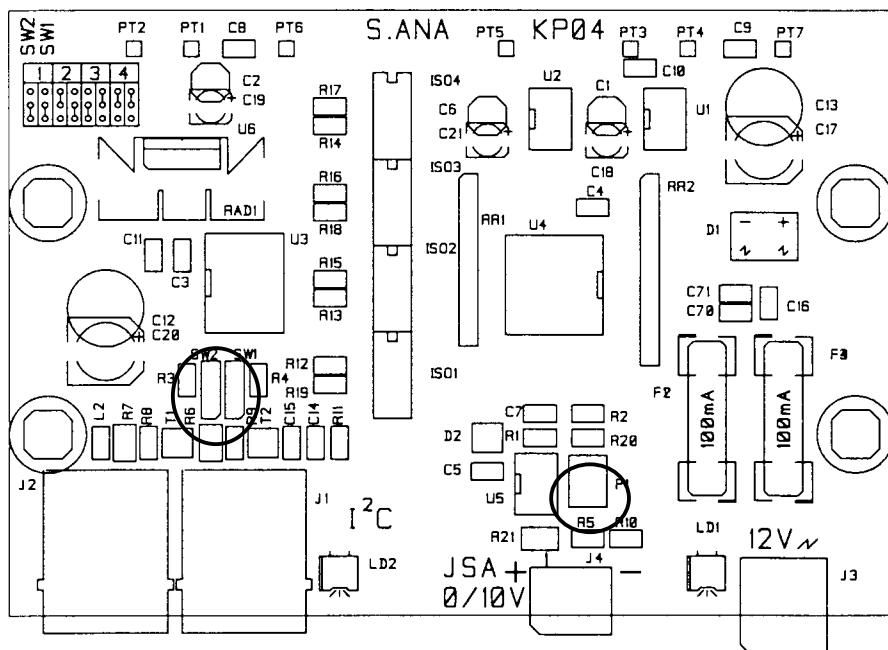 SW2 SW1
PT2 PT1 C8 PT6 S.ANA PT5 KP04 PT3 PT4 C9 PT7
1 2 3 4
C2
C19
U6
R17
R14
ISO4
C6
C21
U2
C1
C18
C10
U1
C13
C17
RAD1
R16
R18
ISO3
RR1
C4
RR2
C11
C3
U3
ISO2
U4
D1
R15
R13
C12
C20
C71
C70
C16
SW2 SW1
R3
R4
R12
R19
ISO1
100mA
100mA
L2 R7 R8 T1 R6 R9 T2 C15 C14 R11
C7
R2
D2
R1
R20
C5
U5
P1
J2
J1
I²C
R21
R5
R10
LD1
12V
LD2
JSA + J4 -
0/10V
J3